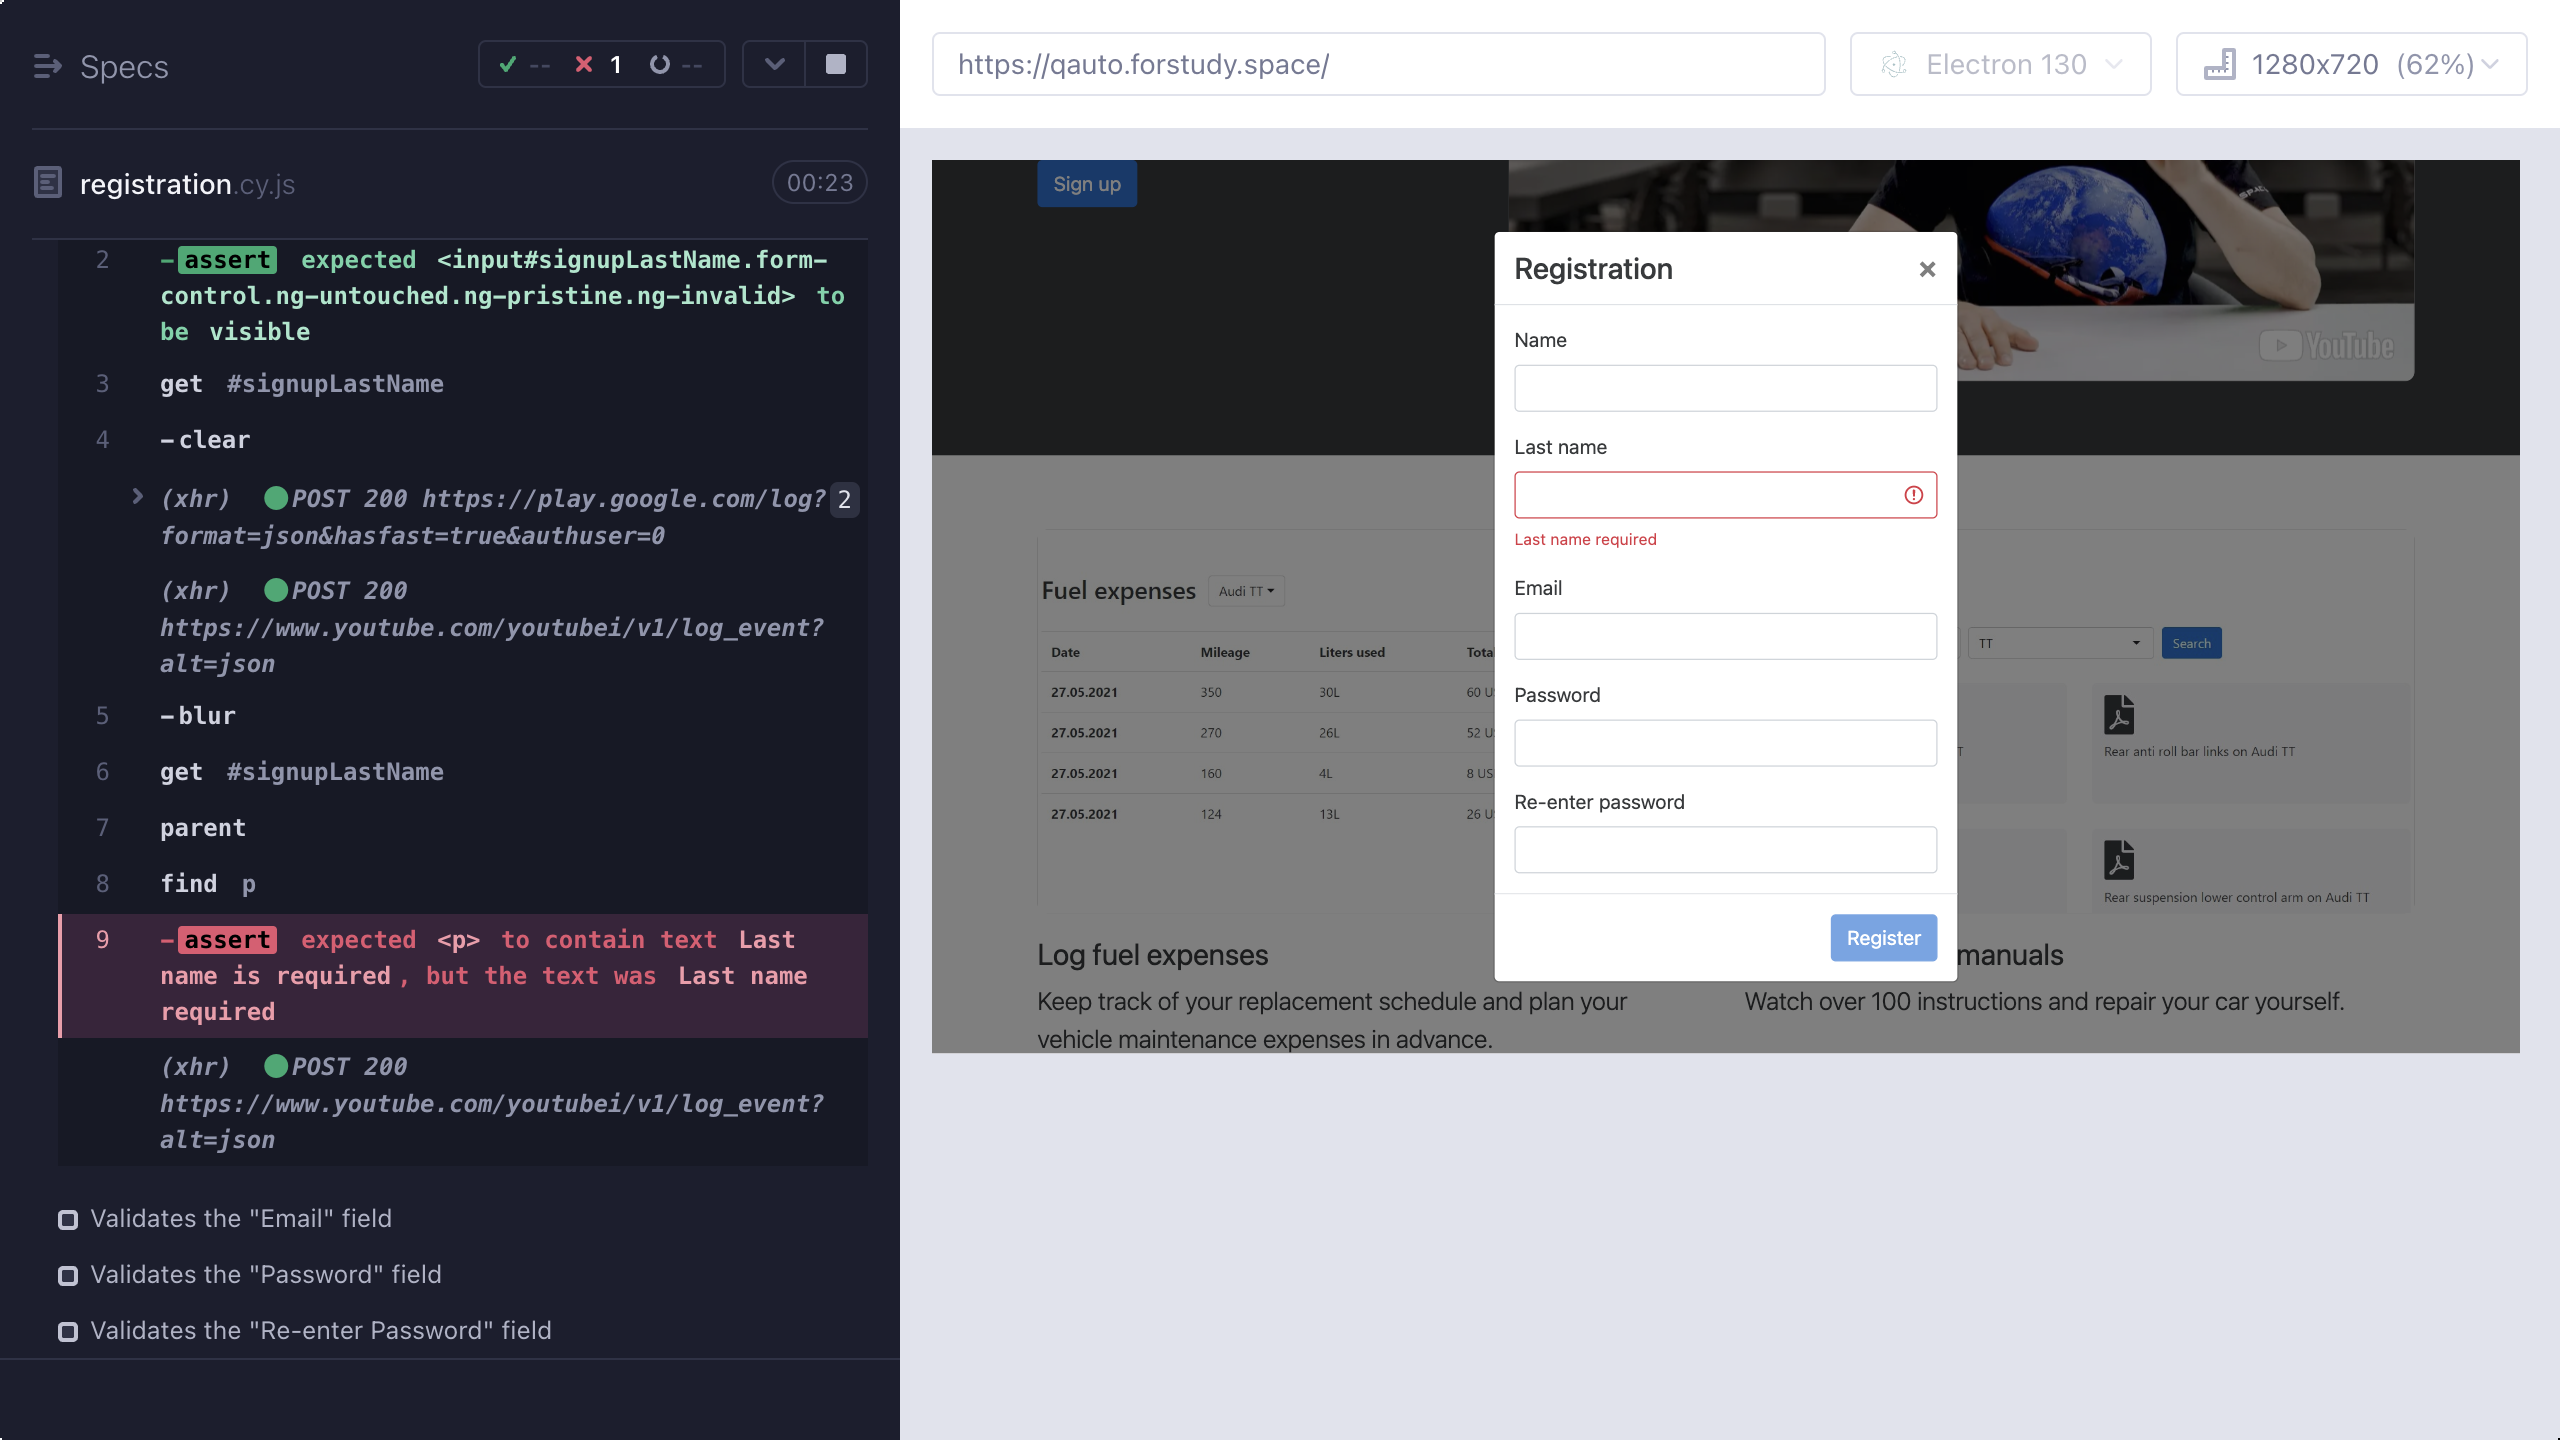 Specs
-- 1 --
registration.cy.js
00:23
2 -assert expected <input#signupLastName.form-
control.ng-untouched.ng-pristine.ng-invalid> to
be visible
3 get #signupLastName
4 -clear
(xhr) POST 200 https://play.google.com/log? 2
format=json&hasfast=true&authuser=0
(xhr) POST 200
https://www.youtube.com/youtubei/v1/log_event?
alt=json
5 -blur
6 get #signupLastName
7 parent
8 find p
9 -assert expected <p> to contain text Last
name is required, but the text was Last name
required
(xhr) POST 200
https://www.youtube.com/youtubei/v1/log_event?
alt=json
Validates the "Email" field
Validates the "Password" field
Validates the "Re-enter Password" field
https://qauto.forstudy.space/
Electron 130
1280x720 (62%)
Sign up
YouTube
Registration ×
Name
Last name
Last name required
Email
Password
Re-enter password
Register
Fuel expenses Audi TT
Date Mileage Liters used
27.05.2021 350 30L
27.05.2021 270 26L
27.05.2021 160 4L
27.05.2021 124 13L
TT Search
Rear anti roll bar links on Audi TT
Rear suspension lower control arm on Audi TT
Log fuel expenses
Keep track of your replacement schedule and plan your
vehicle maintenance expenses in advance.
manuals
Watch over 100 instructions and repair your car yourself.